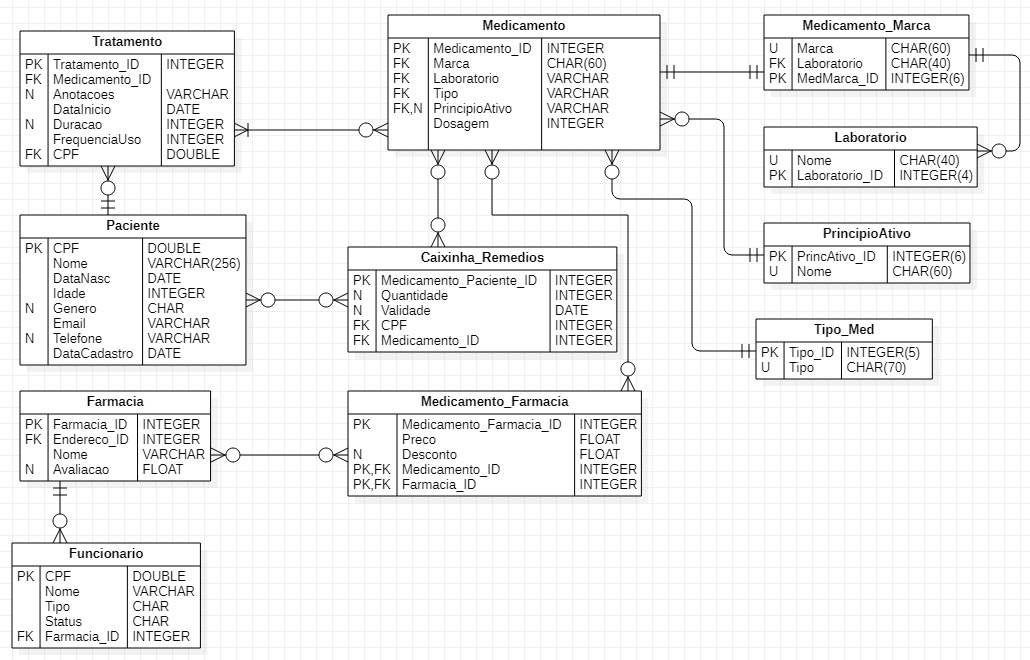 Tratamento
PK Tratamento_ID INTEGER
FK Medicamento_ID
N Anotacoes VARCHAR
DataInicio DATE
N Duracao INTEGER
FrequenciaUso INTEGER
FK CPF DOUBLE
Medicamento
PK Medicamento_ID INTEGER
FK Marca CHAR(60)
FK Laboratorio VARCHAR
FK Tipo VARCHAR
FK,N PrincipioAtivo VARCHAR
Dosagem INTEGER
Medicamento_Marca
U Marca CHAR(60)
FK Laboratorio CHAR(40)
PK MedMarca_ID INTEGER(6)
Laboratorio
U Nome CHAR(40)
PK Laboratorio_ID INTEGER(4)
Paciente
PK CPF DOUBLE
Nome VARCHAR(256)
DataNasc DATE
Idade INTEGER
N Genero CHAR
Email VARCHAR
N Telefone VARCHAR
DataCadastro DATE
Caixinha_Remedios
PK Medicamento_Paciente_ID INTEGER
N Quantidade INTEGER
N Validade DATE
FK CPF INTEGER
FK Medicamento_ID INTEGER
PrincipioAtivo
PK PrincAtivo_ID INTEGER(6)
U Nome CHAR(60)
Tipo_Med
PK Tipo_ID INTEGER(5)
U Tipo CHAR(70)
Farmacia
PK Farmacia_ID INTEGER
FK Endereco_ID INTEGER
Nome VARCHAR
N Avaliacao FLOAT
Medicamento_Farmacia
PK Medicamento_Farmacia_ID INTEGER
Preco FLOAT
N Desconto FLOAT
PK,FK Medicamento_ID INTEGER
PK,FK Farmacia_ID INTEGER
Funcionario
PK CPF DOUBLE
Nome VARCHAR
Tipo CHAR
Status CHAR
FK Farmacia_ID INTEGER